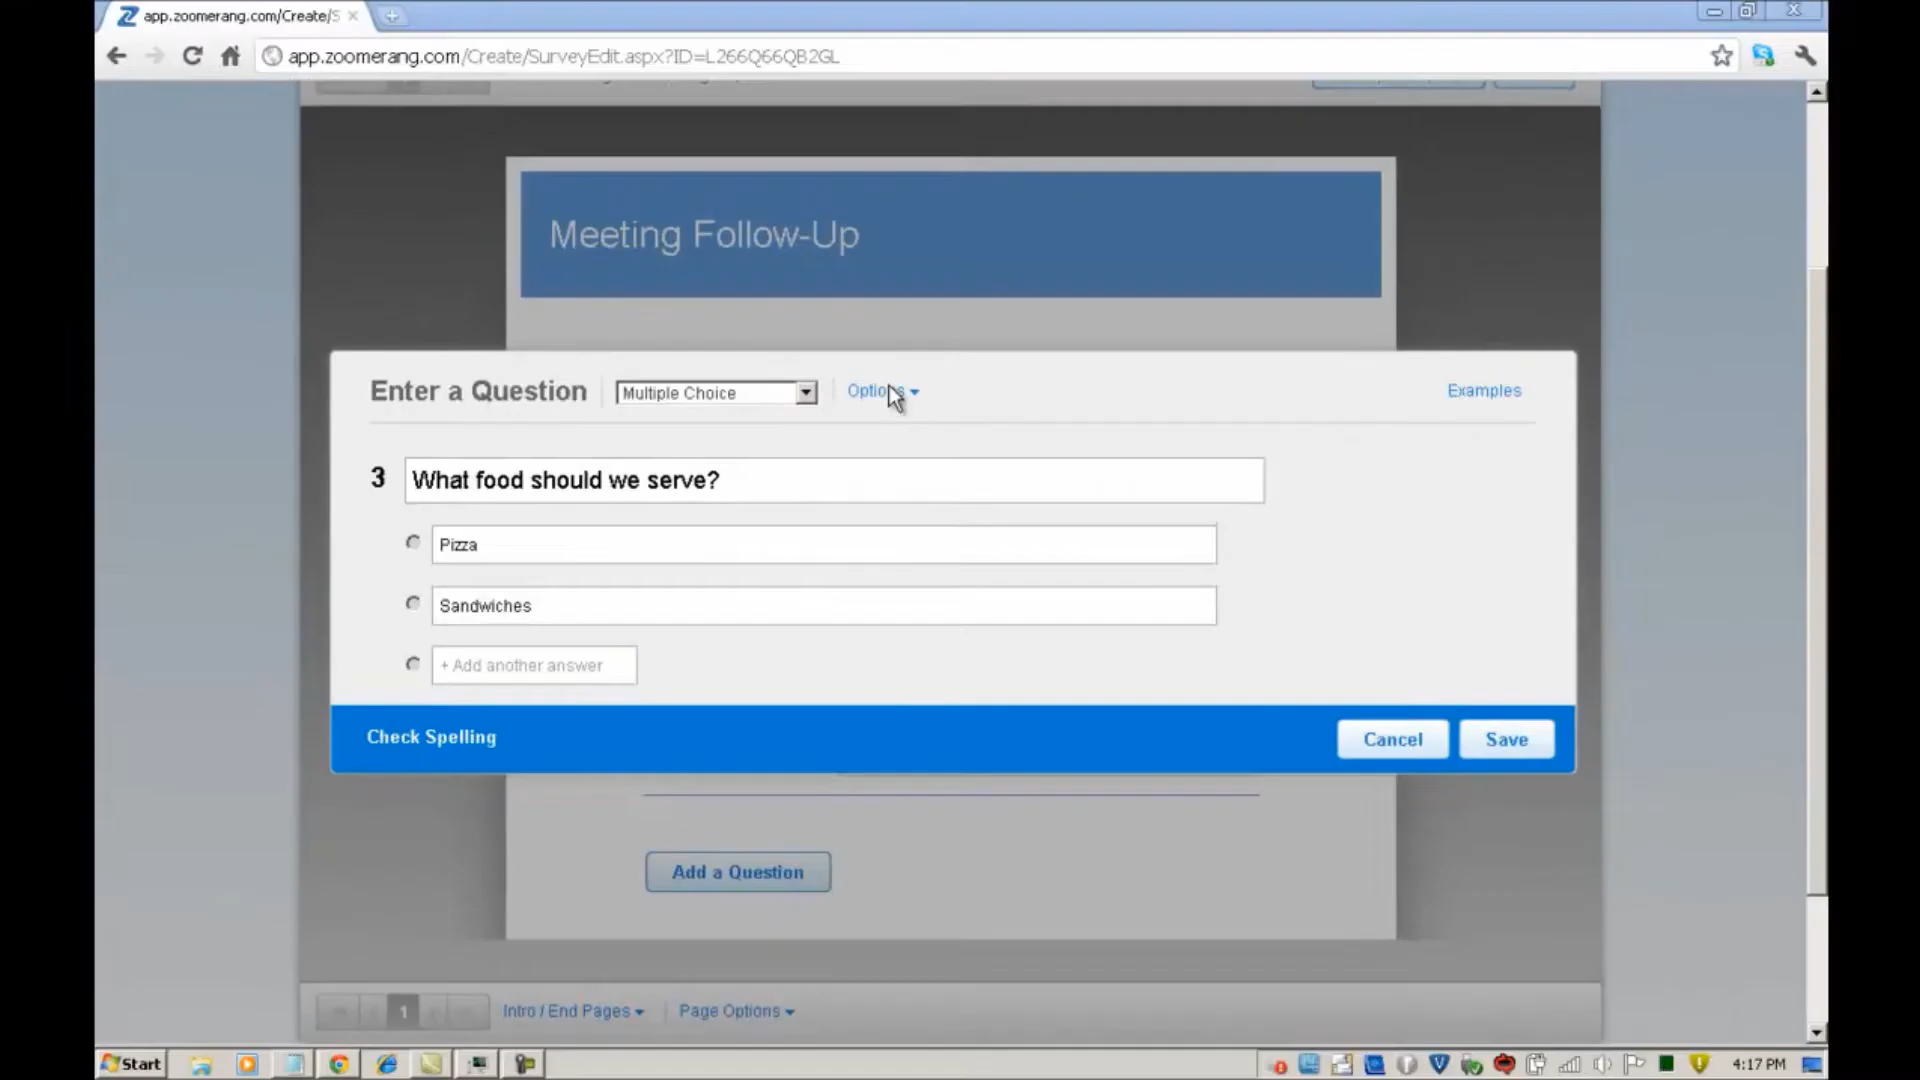 app.zoomerang.com/Create/S
app.zoomerang.com/Create/SurveyEdit.aspx?ID=L266Q66QB2GL
Meeting Follow-Up
Enter a Question
Multiple Choice
Options
Examples
3
What food should we serve?
Pizza
Sandwiches
+ Add another answer
Check Spelling
Cancel
Save
Add a Question
1
Intro / End Pages
Page Options
Start
4:17 PM